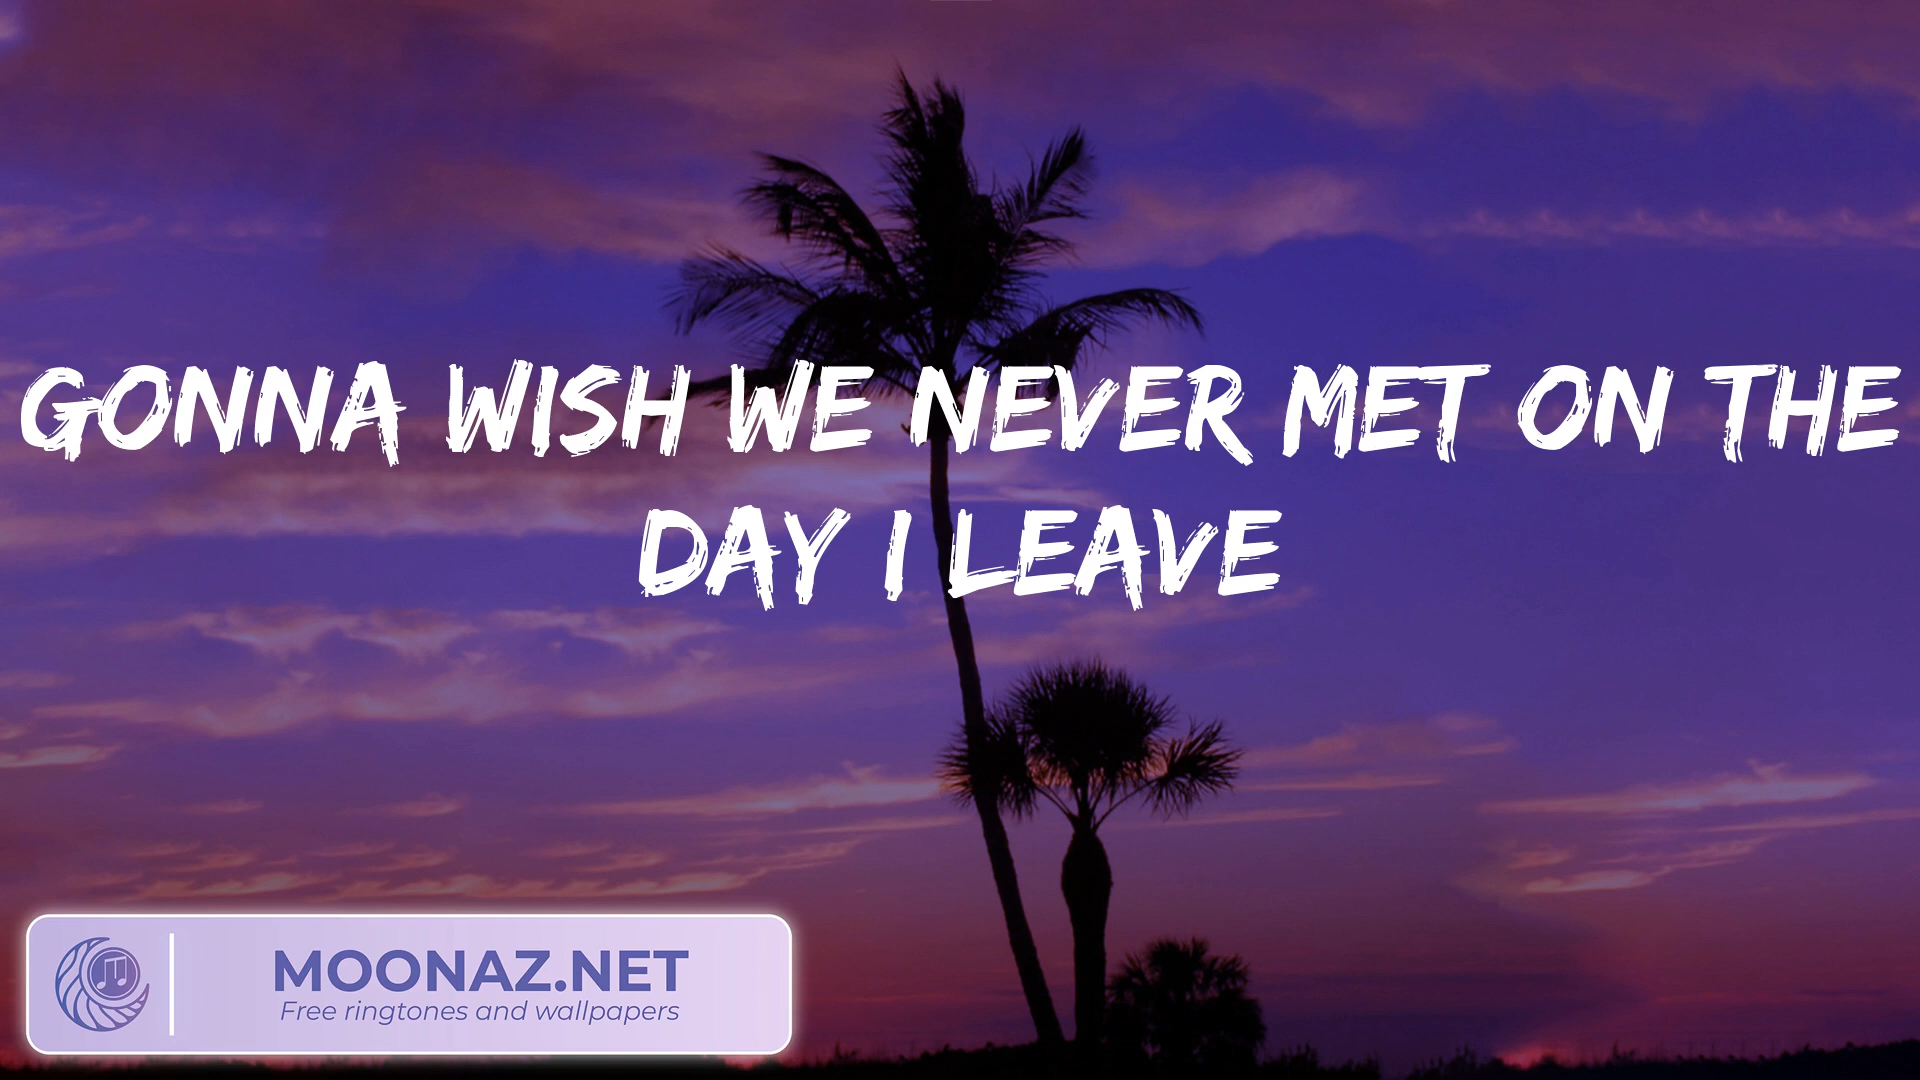 GONNA WISH WE NEVER MET ON THE
DAY I LEAVE
MOONAZ.NET
Free ringtones and wallpapers